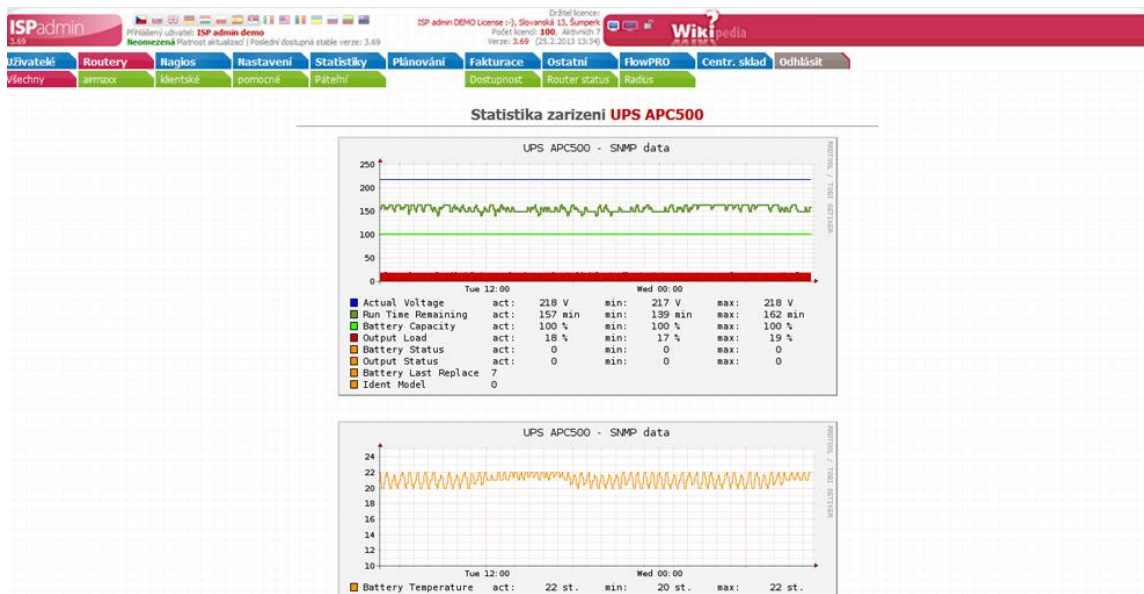 ISPadmin
3.69
Přihlášený uživatel: ISP admin demo
Neomezená Platnost aktualizací | Poslední dostupná stable verze: 3.69
Držitel licence:
ISP admin DEMO License :-), Slovanská 13, Šumperk
Počet licencí 100, Aktivních 7
Verze: 3.69 (25.2.2013 13:34)
Wiki?pedia
Uživatelé Routery Nagios Nastavení Statistiky Plánování Fakturace Ostatní FlowPRO Centr. sklad Odhlásit
Všechny airmaxx klientské pomocné Páteřní Dostupnost Router status Radius
Statistika zarizeni UPS APC500
UPS APC500 - SNMP data
RRDTOOL / TOBI OETIKER
250
200
150
100
50
0
Tue 12:00 Wed 00:00
Actual Voltage act: 218 V min: 217 V max: 218 V
Run Time Remaining act: 157 min min: 139 min max: 162 min
Battery Capacity act: 100 % min: 100 % max: 100 %
Output Load act: 18 % min: 17 % max: 19 %
Battery Status act: 0 min: 0 max: 0
Output Status act: 0 min: 0 max: 0
Battery Last Replace 7
Ident Model 0
UPS APC500 - SNMP data
RRDTOOL / TOBI OETIKER
24
22
20
18
16
14
12
10
Tue 12:00 Wed 00:00
Battery Temperature act: 22 st. min: 20 st. max: 22 st.